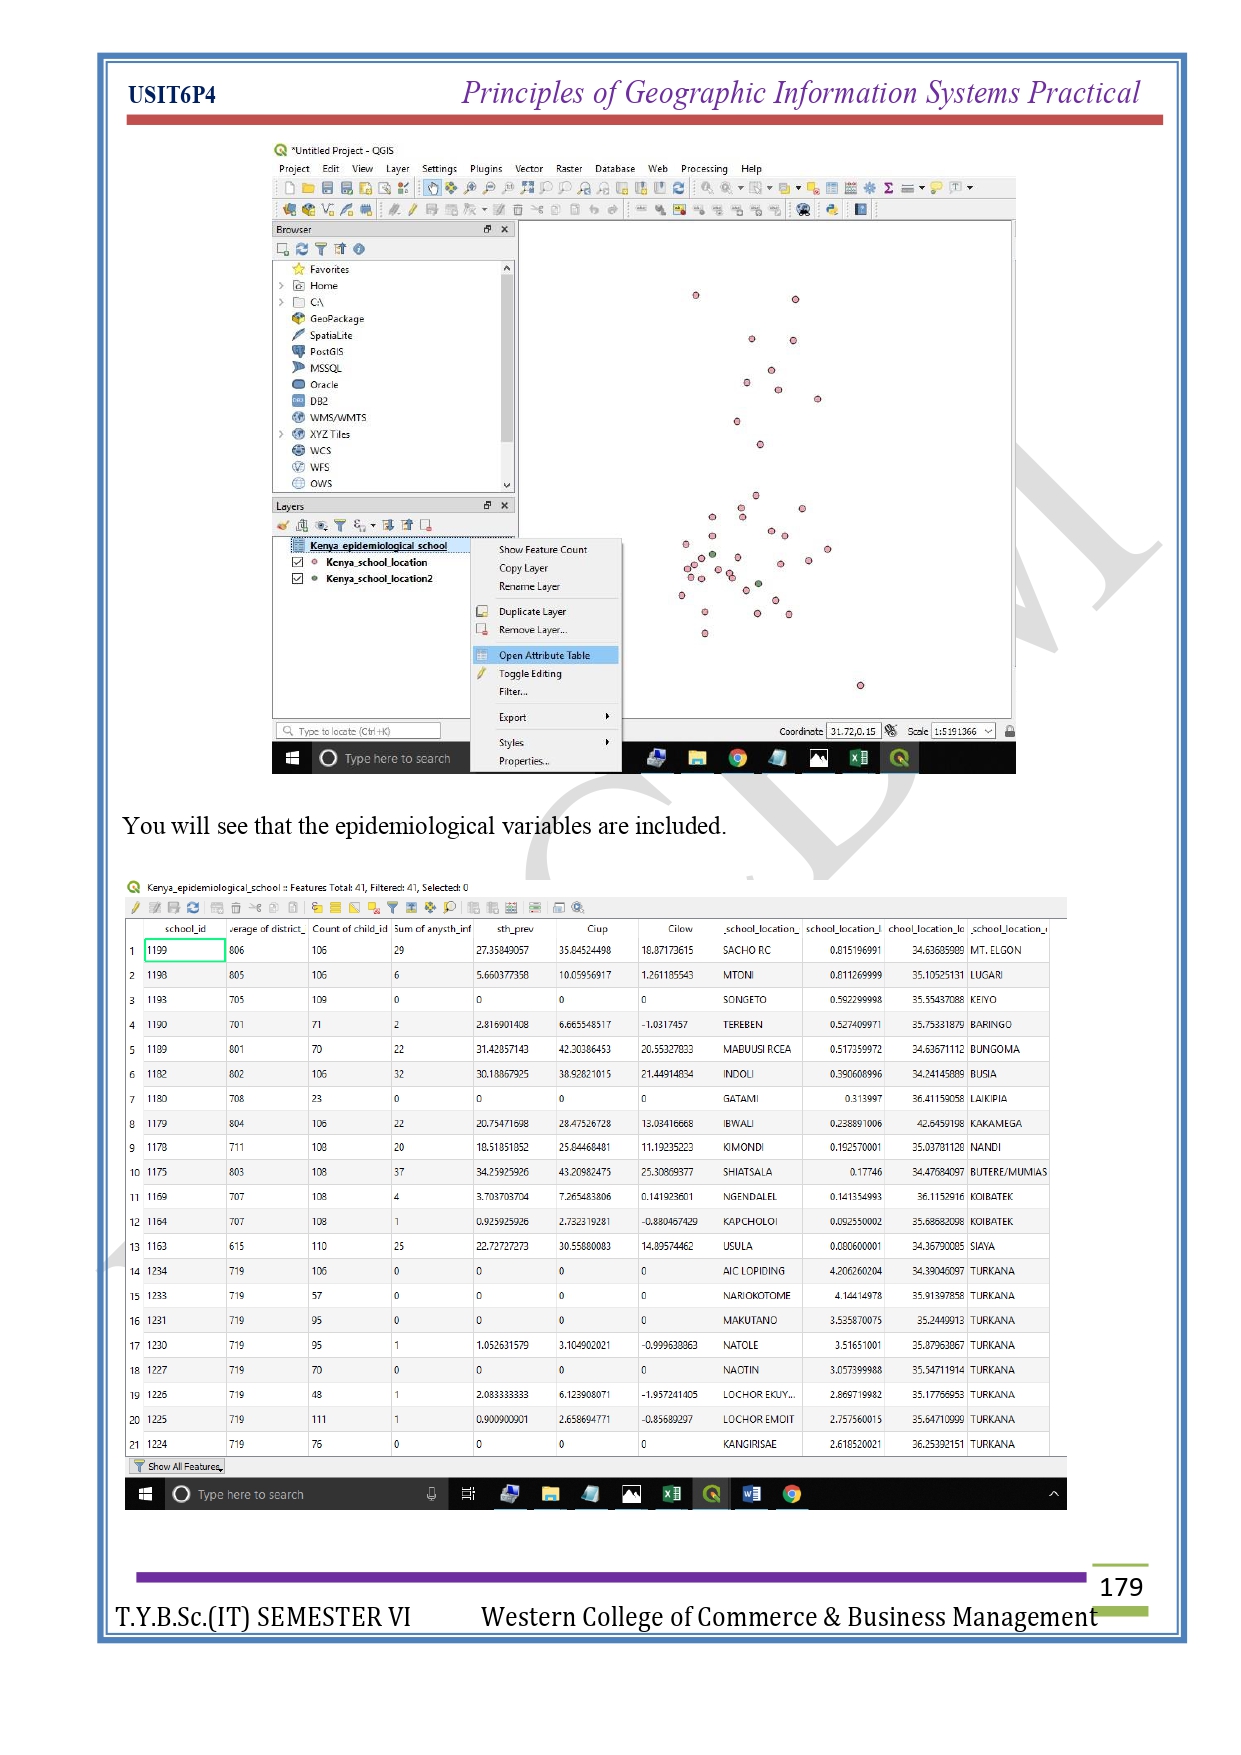 USIT6P4 Principles of Geographic Information Systems Practical
*Untitled Project - QGIS
Project Edit View Layer Settings Plugins Vector Raster Database Web Processing Help
Browser
Favorites
Home
C:\
GeoPackage
SpatiaLite
PostGIS
MSSQL
Oracle
DB2
WMS/WMTS
XYZ Tiles
WCS
WFS
OWS
Layers
Kenya_epidemiological_school
Kenya_school_location
Kenya_school_location2
Show Feature Count
Copy Layer
Rename Layer
Duplicate Layer
Remove Layer...
Open Attribute Table
Toggle Editing
Filter...
Export
Styles
Properties...
Type to locate (Ctrl+K) Coordinate 31.72,0.15 Scale 1:5191366
Type here to search
You will see that the epidemiological variables are included.
Kenya_epidemiological_school :: Features Total: 41, Filtered: 41, Selected: 0
school_id verage of district_ Count of child_id Sum of anysth_inf sth_prev Ciup Cilow _school_location_ school_location_l chool_location_lo _school_location_
1 1199 806 106 29 27.35849057 35.84524498 18.87173615 SACHO RC 0.815196991 34.63685989 MT. ELGON
2 1198 805 106 6 5.660377358 10.05956917 1.261185543 MTONI 0.811269999 35.10525131 LUGARI
3 1193 705 109 0 0 0 0 SONGETO 0.592299998 35.55437088 KEIYO
4 1190 701 71 2 2.816901408 6.665548517 -1.0317457 TEREBEN 0.527409971 35.75331879 BARINGO
5 1189 801 70 22 31.42857143 42.30386453 20.55327833 MABUUSI RCEA 0.517359972 34.63671112 BUNGOMA
6 1182 802 106 32 30.18867925 38.92821015 21.44914834 INDOLI 0.390608996 34.24145889 BUSIA
7 1180 708 23 0 0 0 0 GATAMI 0.313997 36.41159058 LAIKIPIA
8 1179 804 106 22 20.75471698 28.47526728 13.03416668 IBWALI 0.238891006 42.6459198 KAKAMEGA
9 1178 711 108 20 18.51851852 25.84468481 11.19235223 KIMONDI 0.192570001 35.03781128 NANDI
10 1175 803 108 37 34.25925926 43.20982475 25.30869377 SHIATSALA 0.17746 34.47684097 BUTERE/MUMIAS
11 1169 707 108 4 3.703703704 7.265483806 0.141923601 NGENDALEL 0.141354993 36.1152916 KOIBATEK
12 1164 707 108 1 0.925925926 2.732319281 -0.880467429 KAPCHOLOI 0.092550002 35.68682098 KOIBATEK
13 1163 615 110 25 22.72727273 30.55880083 14.89574462 USULA 0.080600001 34.36790085 SIAYA
14 1234 719 106 0 0 0 0 AIC LOPIDING 4.206260204 34.39046097 TURKANA
15 1233 719 57 0 0 0 0 NARIOKOTOME 4.14414978 35.91397858 TURKANA
16 1231 719 95 0 0 0 0 MAKUTANO 3.535870075 35.2449913 TURKANA
17 1230 719 95 1 1.052631579 3.104902021 -0.999638863 NATOLE 3.51651001 35.87963867 TURKANA
18 1227 719 70 0 0 0 0 NAOTIN 3.057399988 35.54711914 TURKANA
19 1226 719 48 1 2.083333333 6.123908071 -1.957241405 LOCHOR EKUY... 2.869719982 35.17766953 TURKANA
20 1225 719 111 1 0.900900901 2.658694771 -0.85689297 LOCHOR EMOIT 2.757560015 35.64710999 TURKANA
21 1224 719 76 0 0 0 0 KANGIRISAE 2.618520021 36.25392151 TURKANA
Show All Features
Type here to search
179
T.Y.B.Sc.(IT) SEMESTER VI Western College of Commerce & Business Management